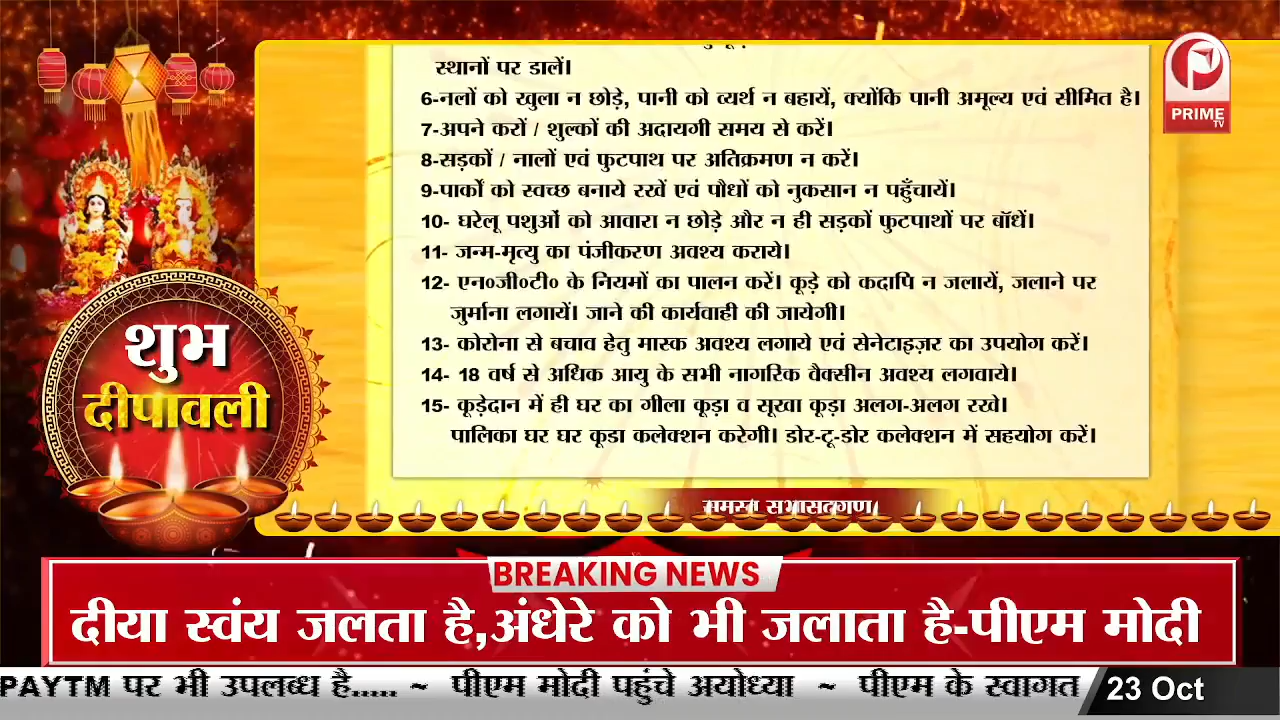 स्थानों पर डालें।
6-नलों को खुला न छोड़े, पानी को व्यर्थ न बहायें, क्योंकि पानी अमूल्य एवं सीमित है।
7-अपने करों / शुल्कों की अदायगी समय से करें।
8-सड़कों / नालों एवं फुटपाथ पर अतिक्रमण न करें।
9-पार्कों को स्वच्छ बनाये रखें एवं पौधों को नुकसान न पहुँचायें।
10- घरेलू पशुओं को आवारा न छोड़े और न ही सड़कों फुटपाथों पर बॉधें।
11- जन्म-मृत्यु का पंजीकरण अवश्य कराये।
12- एन०जी०टी० के नियमों का पालन करें। कूड़े को कदापि न जलायें, जलाने पर
जुर्माना लगायें। जाने की कार्यवाही की जायेगी।
13- कोरोना से बचाव हेतु मास्क अवश्य लगाये एवं सेनेटाइज़र का उपयोग करें।
14- 18 वर्ष से अधिक आयु के सभी नागरिक वैक्सीन अवश्य लगवाये।
15- कूड़ेदान में ही घर का गीला कूड़ा व सूखा कूड़ा अलग-अलग रखे।
पालिका घर घर कूडा कलेक्शन करेगी। डोर-टू-डोर कलेक्शन में सहयोग करें।
समस्त सभासदगण।
PRIME
TV
शुभ
दीपावली
BREAKING NEWS
दीया स्वंय जलता है,अंधेरे को भी जलाता है-पीएम मोदी
PAYTM पर भी उपलब्ध है..... ~ पीएम मोदी पहुंचे अयोध्या ~ पीएम के स्वागत
23 Oct